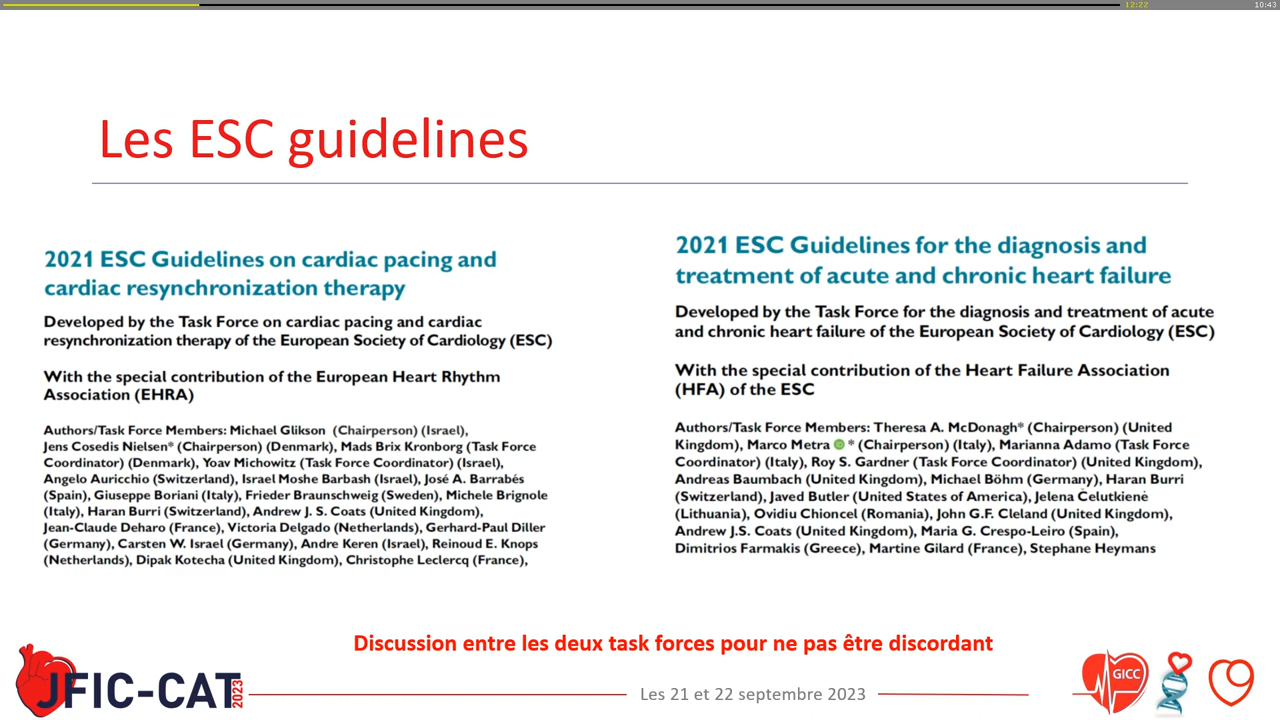 12:22
10:43
Les ESC guidelines
2021 ESC Guidelines on cardiac pacing and
cardiac resynchronization therapy
Developed by the Task Force on cardiac pacing and cardiac
resynchronization therapy of the European Society of Cardiology (ESC)
With the special contribution of the European Heart Rhythm
Association (EHRA)
Authors/Task Force Members: Michael Glikson (Chairperson) (Israel),
Jens Cosedis Nielsen* (Chairperson) (Denmark), Mads Brix Kronborg (Task Force
Coordinator) (Denmark), Yoav Michowitz (Task Force Coordinator) (Israel),
Angelo Auricchio (Switzerland), Israel Moshe Barbash (Israel), José A. Barrabés
(Spain), Giuseppe Boriani (Italy), Frieder Braunschweig (Sweden), Michele Brignole
(Italy), Haran Burri (Switzerland), Andrew J. S. Coats (United Kingdom),
Jean-Claude Deharo (France), Victoria Delgado (Netherlands), Gerhard-Paul Diller
(Germany), Carsten W. Israel (Germany), Andre Keren (Israel), Reinoud E. Knops
(Netherlands), Dipak Kotecha (United Kingdom), Christophe Leclercq (France),
2021 ESC Guidelines for the diagnosis and
treatment of acute and chronic heart failure
Developed by the Task Force for the diagnosis and treatment of acute
and chronic heart failure of the European Society of Cardiology (ESC)
With the special contribution of the Heart Failure Association
(HFA) of the ESC
Authors/Task Force Members: Theresa A. McDonagh* (Chairperson) (United
Kingdom), Marco Metra iD * (Chairperson) (Italy), Marianna Adamo (Task Force
Coordinator) (Italy), Roy S. Gardner (Task Force Coordinator) (United Kingdom),
Andreas Baumbach (United Kingdom), Michael Böhm (Germany), Haran Burri
(Switzerland), Javed Butler (United States of America), Jelena Čelutkienė
(Lithuania), Ovidiu Chioncel (Romania), John G.F. Cleland (United Kingdom),
Andrew J.S. Coats (United Kingdom), Maria G. Crespo-Leiro (Spain),
Dimitrios Farmakis (Greece), Martine Gilard (France), Stephane Heymans
Discussion entre les deux task forces pour ne pas être discordant
JFIC-CAT 2023
Les 21 et 22 septembre 2023
GICC